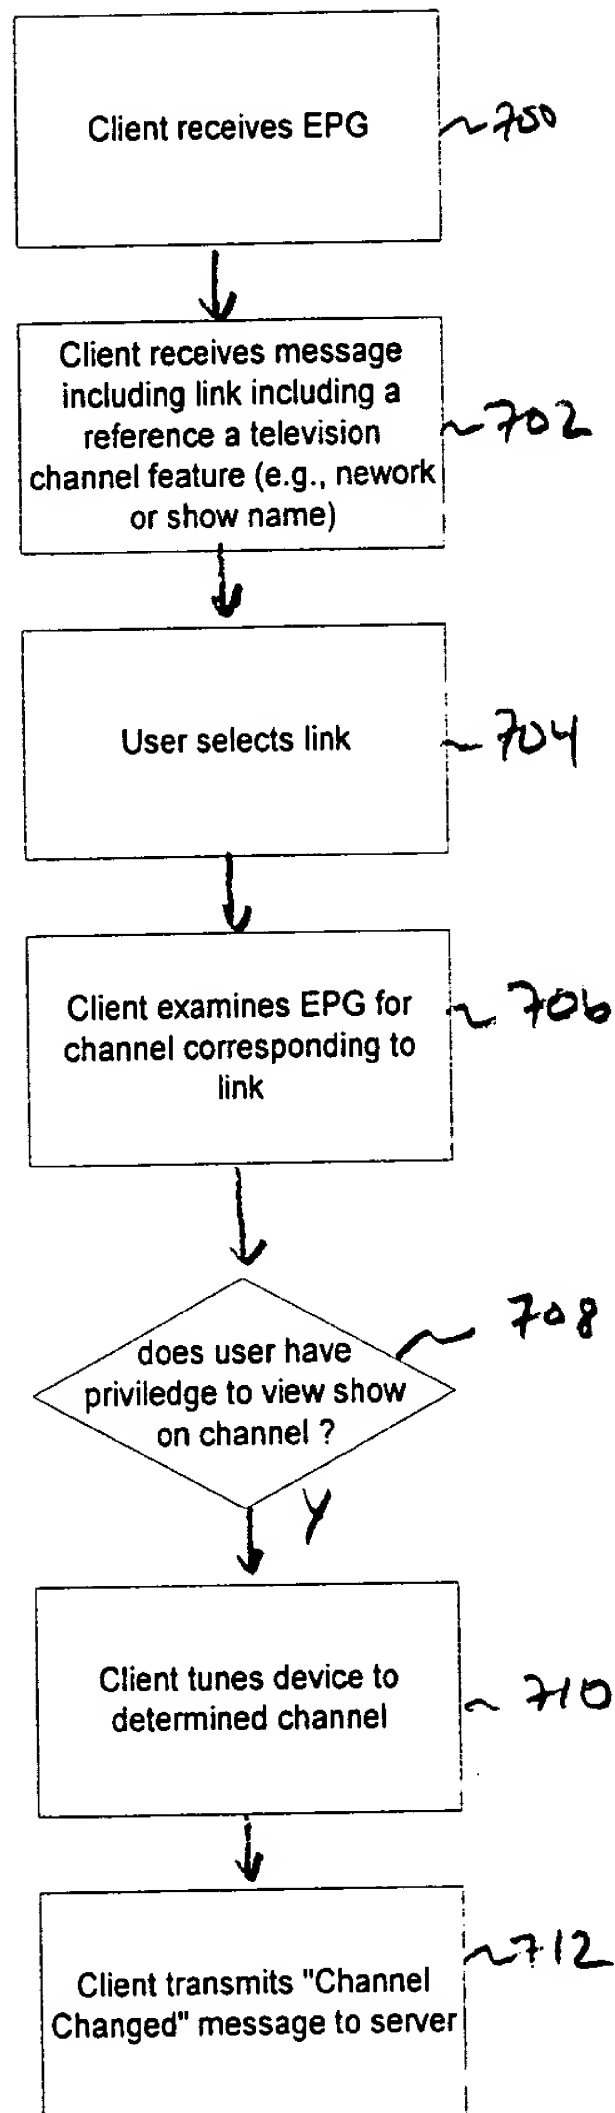 Client receives EPG
750
Client receives message
including link including a
reference a television
channel feature (e.g., nework
or show name)
702
User selects link
704
Client examines EPG for
channel corresponding to
link
706
does user have
priviledge to view show
on channel ?
708
Y
Client tunes device to
determined channel
710
Client transmits "Channel
Changed" message to server
712